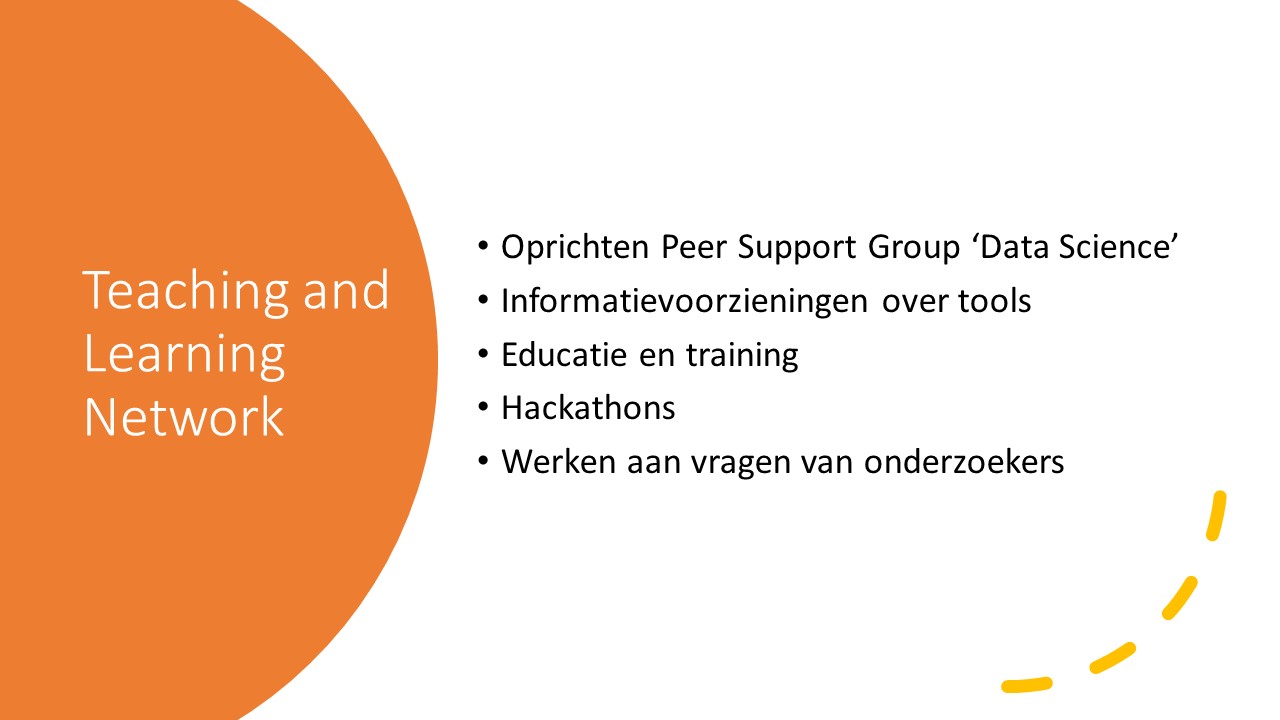 Teaching and
Learning
Network
• Oprichten Peer Support Group ‘Data Science’
• Informatievoorzieningen over tools
• Educatie en training
• Hackathons
• Werken aan vragen van onderzoekers